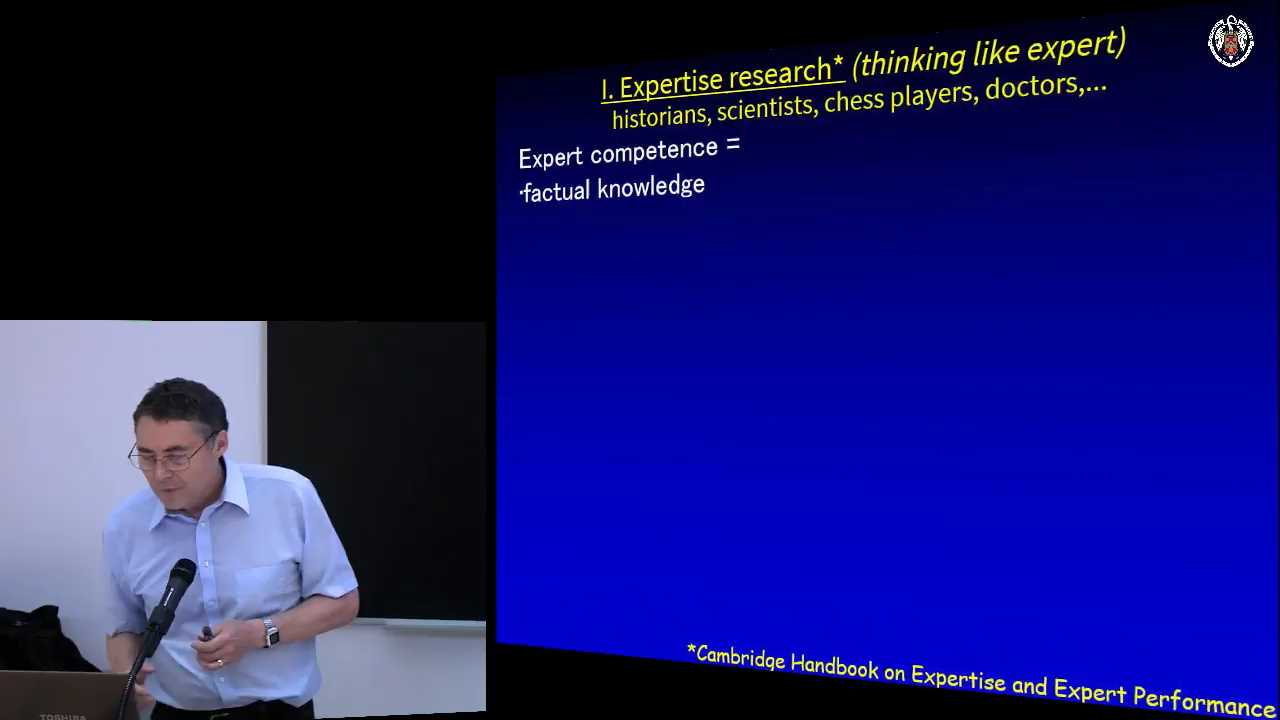 I. Expertise research* (thinking like expert)
historians, scientists, chess players, doctors,...
Expert competence =
·factual knowledge
*Cambridge Handbook on Expertise and Expert Performance
TOSHIBA